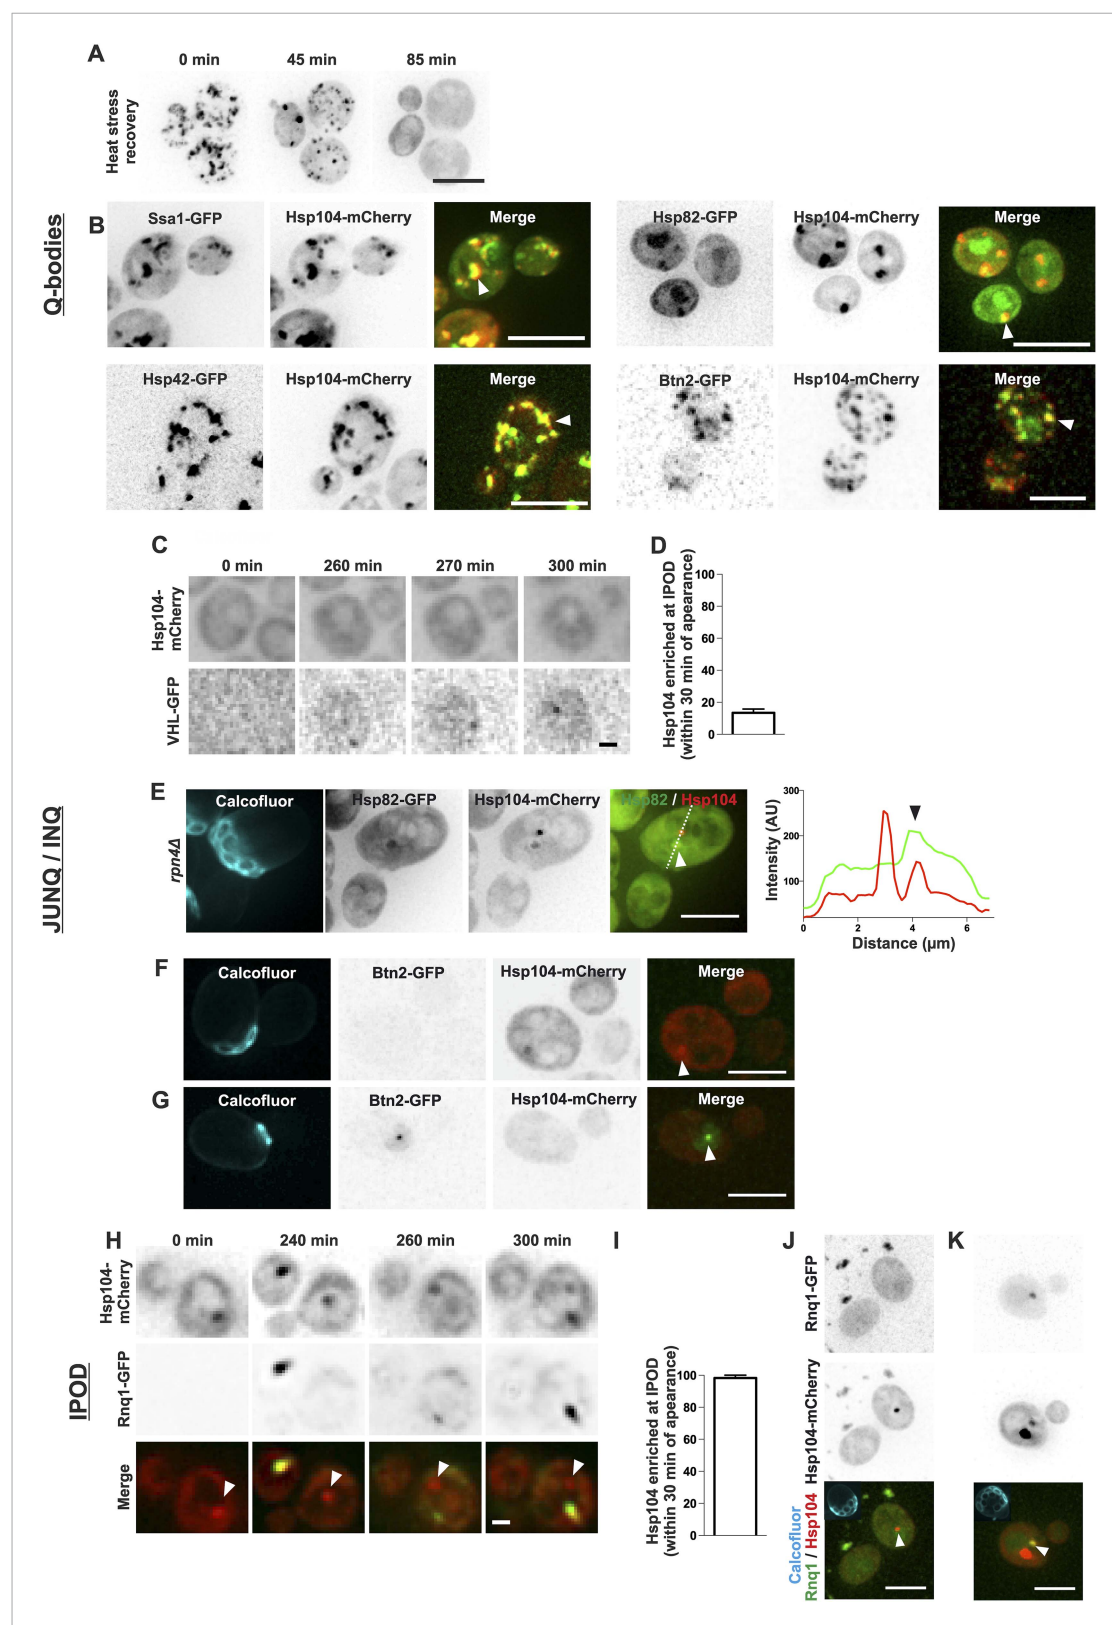 A
0 min 45 min 85 min
Heat stress
recovery
Q-bodies
B
Ssa1-GFP Hsp104-mCherry Merge
Hsp82-GFP Hsp104-mCherry Merge
Hsp42-GFP Hsp104-mCherry Merge
Btn2-GFP Hsp104-mCherry Merge
C
0 min 260 min 270 min 300 min
Hsp104-
mCherry
VHL-GFP
D
Hsp104 enriched at IPOD
(within 30 min of apearance)
100
80
60
40
20
0
JUNQ / INQ
E
rpn4Δ
Calcofluor Hsp82-GFP Hsp104-mCherry Hsp82 / Hsp104
Intensity (AU)
300
200
100
0 2 4 6
Distance (µm)
F
Calcofluor Btn2-GFP Hsp104-mCherry Merge
G
Calcofluor Btn2-GFP Hsp104-mCherry Merge
IPOD
H
0 min 240 min 260 min 300 min
Hsp104-
mCherry
Rnq1-GFP
Merge
I
Hsp104 enriched at IPOD
(within 30 min of apearance)
100
80
60
40
20
0
J
K
Rnq1-GFP
Hsp104-mCherry
Calcofluor
Rnq1 / Hsp104